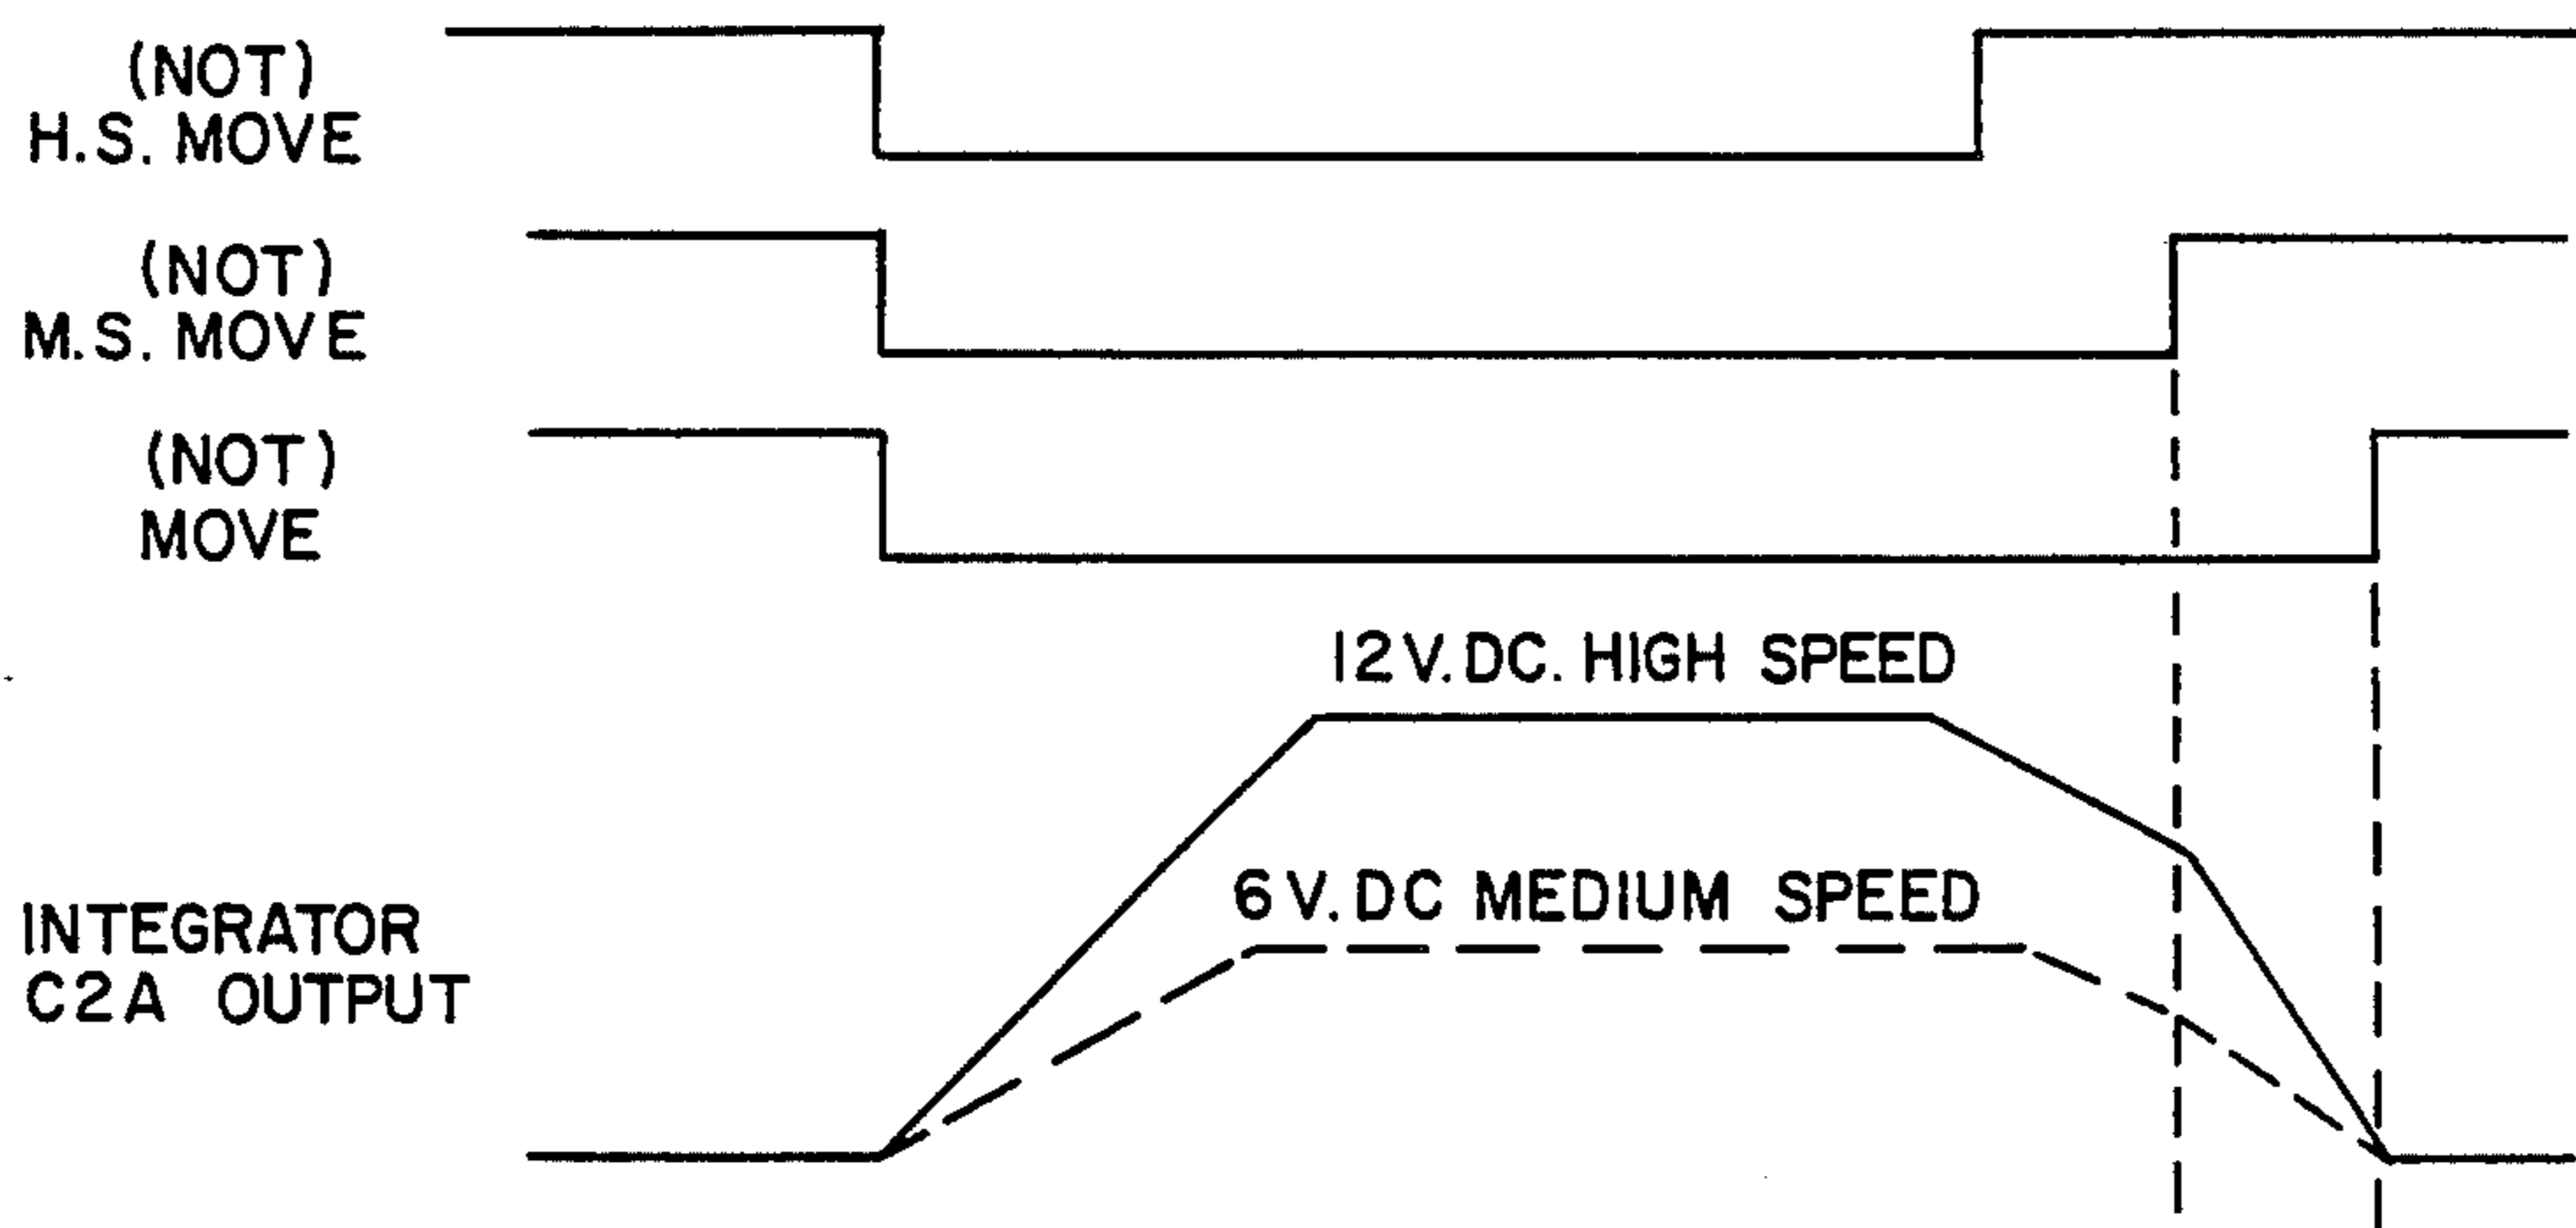 (NOT)
H.S. MOVE
(NOT)
M.S. MOVE
(NOT)
MOVE
12V.DC. HIGH SPEED
6V.DC MEDIUM SPEED
INTEGRATOR
C2A OUTPUT